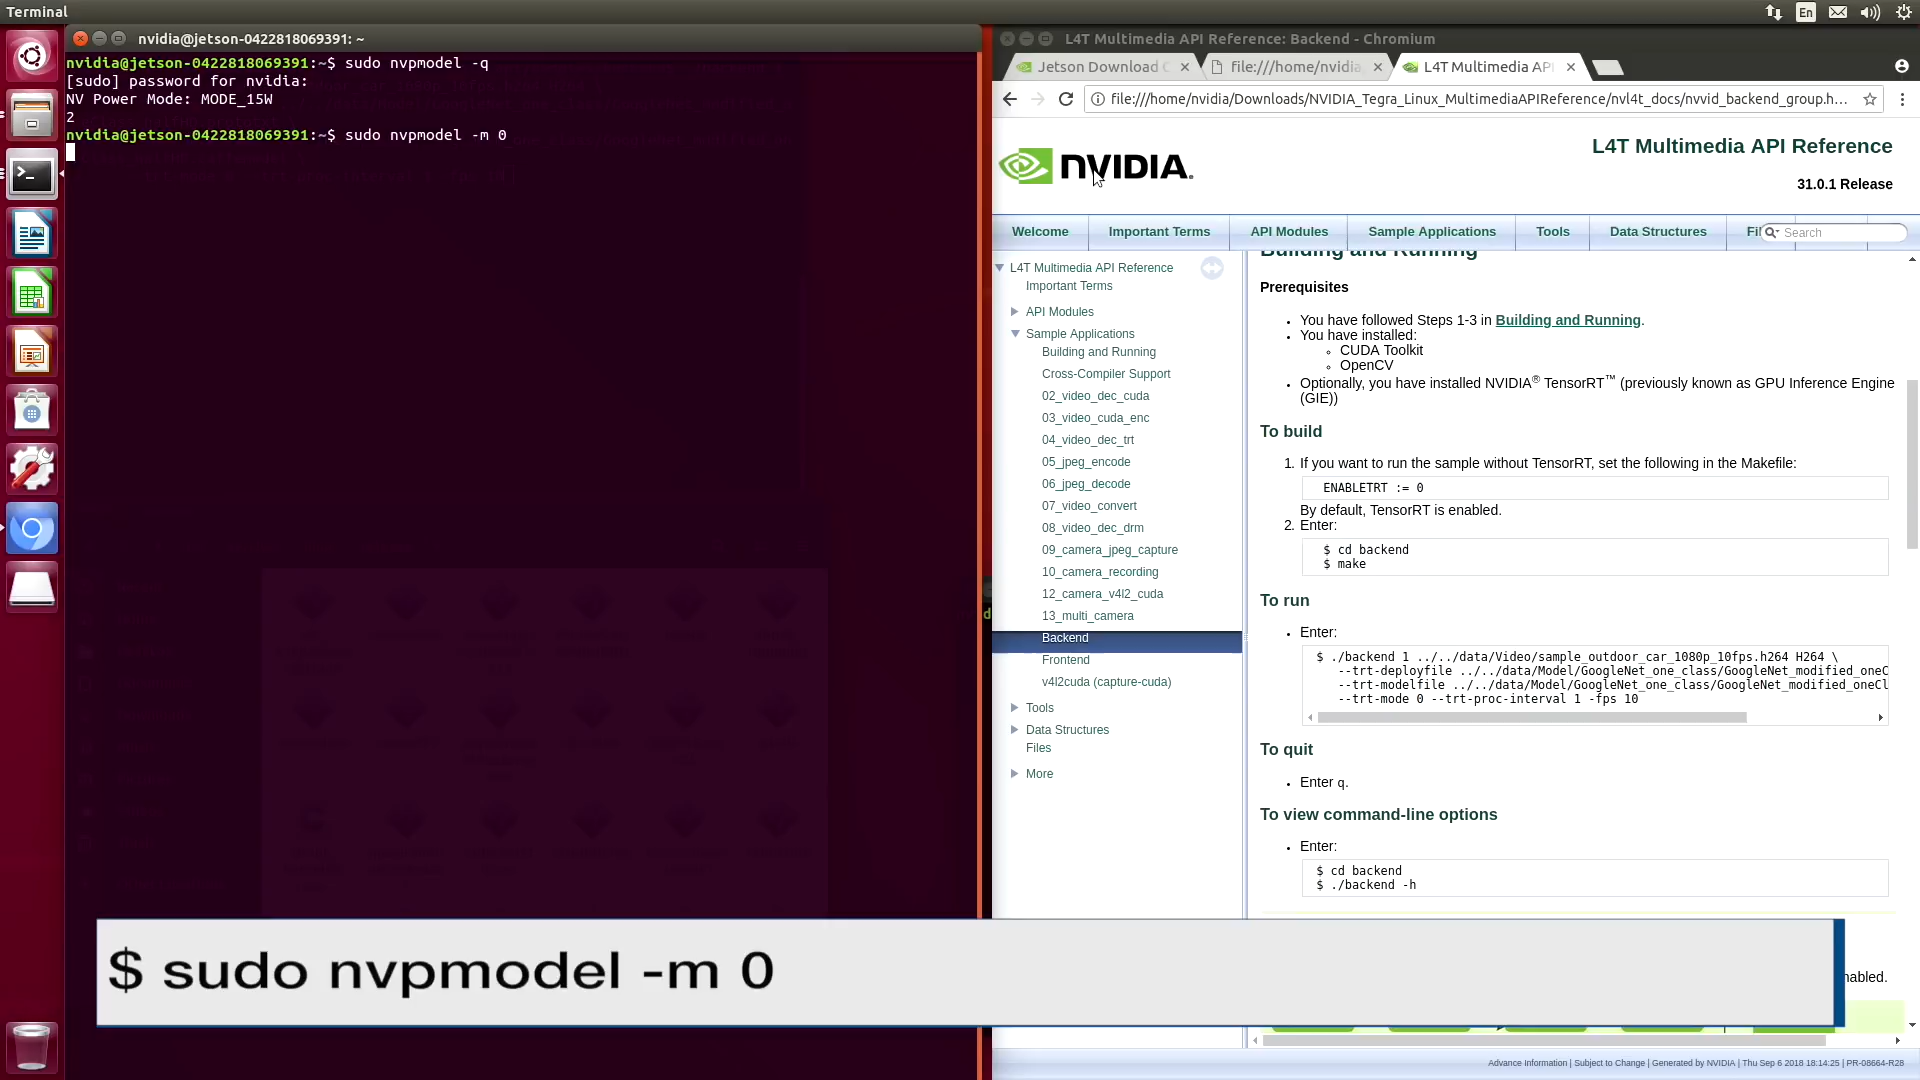 Terminal
En
nvidia@jetson-0422818069391: ~
nvidia@jetson-0422818069391:~$ sudo nvpmodel -q
[sudo] password for nvidia:
NV Power Mode: MODE_15W
2
nvidia@jetson-0422818069391:~$ sudo nvpmodel -m 0
L4T Multimedia API Reference: Backend - Chromium
Jetson Download C
file:///home/nvidia
L4T Multimedia API
file:///home/nvidia/Downloads/NVIDIA_Tegra_Linux_MultimediaAPIReference/nvl4t_docs/nvvid_backend_group.h...
NVIDIA.
L4T Multimedia API Reference
31.0.1 Release
Welcome
Important Terms
API Modules
Sample Applications
Tools
Data Structures
Fil
Search
L4T Multimedia API Reference
Important Terms
API Modules
Sample Applications
Building and Running
Cross-Compiler Support
02_video_dec_cuda
03_video_cuda_enc
04_video_dec_trt
05_jpeg_encode
06_jpeg_decode
07_video_convert
08_video_dec_drm
09_camera_jpeg_capture
10_camera_recording
12_camera_v4l2_cuda
13_multi_camera
Backend
Frontend
v4l2cuda (capture-cuda)
Tools
Data Structures
Files
More
Building and Running
Prerequisites
You have followed Steps 1-3 in Building and Running.
You have installed:
CUDA Toolkit
OpenCV
Optionally, you have installed NVIDIA® TensorRT™ (previously known as GPU Inference Engine
(GIE))
To build
1. If you want to run the sample without TensorRT, set the following in the Makefile:
ENABLETRT := 0
By default, TensorRT is enabled.
2. Enter:
$ cd backend
$ make
To run
Enter:
$ ./backend 1 ../../data/Video/sample_outdoor_car_1080p_10fps.h264 H264 \
--trt-deployfile ../../data/Model/GoogleNet_one_class/GoogleNet_modified_oneCl
--trt-modelfile ../../data/Model/GoogleNet_one_class/GoogleNet_modified_oneCl
--trt-mode 0 --trt-proc-interval 1 -fps 10
To quit
Enter q.
To view command-line options
Enter:
$ cd backend
$ ./backend -h
nabled.
$ sudo nvpmodel -m 0
Advance Information | Subject to Change | Generated by NVIDIA | Thu Sep 6 2018 18:14:25 | PR-08664-R28